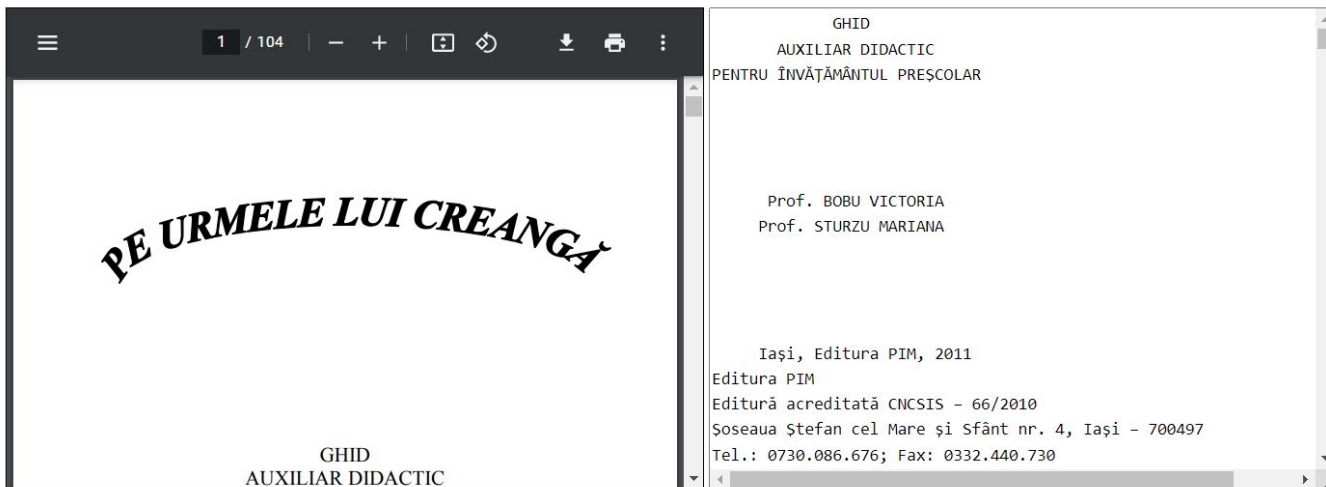 1 / 104
PE URMELE LUI CREANGĂ
GHID
AUXILIAR DIDACTIC
GHID
AUXILIAR DIDACTIC
PENTRU ÎNVĂŢĂMÂNTUL PREŞCOLAR
Prof. BOBU VICTORIA
Prof. STURZU MARIANA
Iaşi, Editura PIM, 2011
Editura PIM
Editură acreditată CNCSIS – 66/2010
Şoseaua Ştefan cel Mare şi Sfânt nr. 4, Iaşi – 700497
Tel.: 0730.086.676; Fax: 0332.440.730